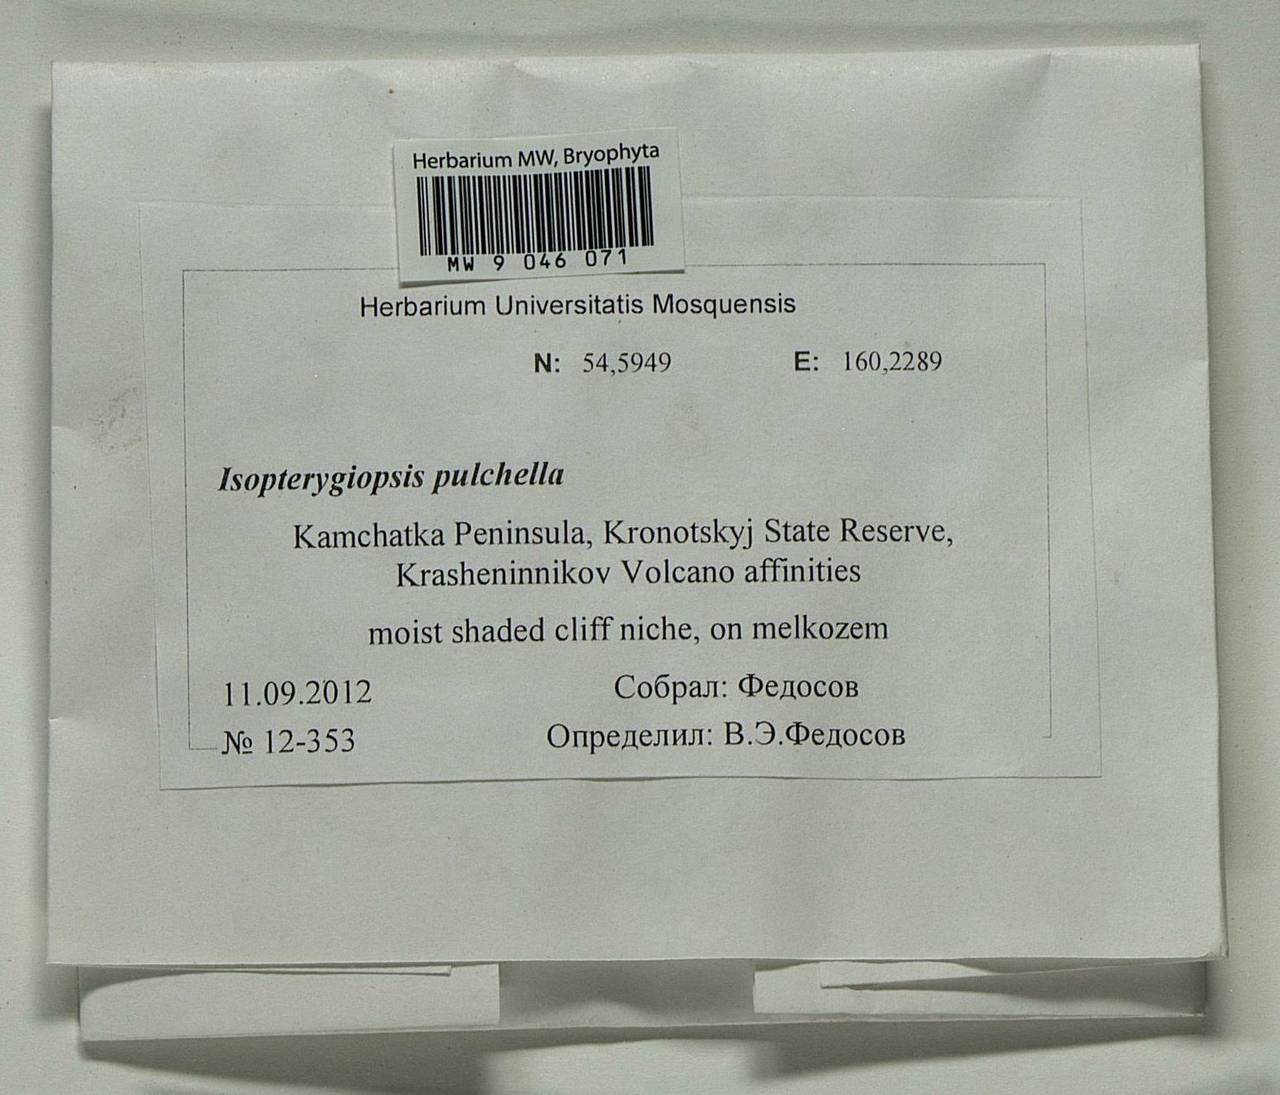 Herbarium MW, Bryophyta
MW 9 046 071
Herbarium Universitatis Mosquensis
N: 54,5949 E: 160,2289
Isopterygiopsis pulchella
Kamchatka Peninsula, Kronotskyj State Reserve,
Krasheninnikov Volcano affinities
moist shaded cliff niche, on melkozem
11.09.2012 Собрал: Федосов
№ 12-353 Определил: В.Э.Федосов